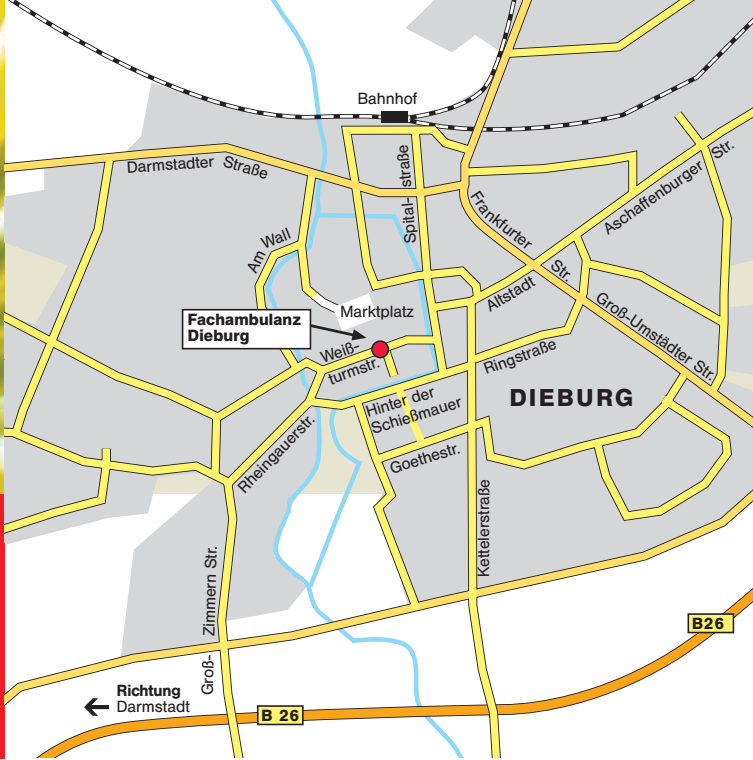 Bahnhof
Darmstadter Straße
Spital-
straße
Frankfurter
Str.
Aschaffenburger Str.
Am Wall
Marktplatz
Altstadt
Fachambulanz
Dieburg
Weiß-
turmstr.
Groß-Umstädter Str.
Ringstraße
DIEBURG
Hinter der
Schießmauer
Rheingauerstr.
Goethestr.
Kettelerstraße
Groß-
Zimmern Str.
B26
Richtung
Darmstadt
B 26